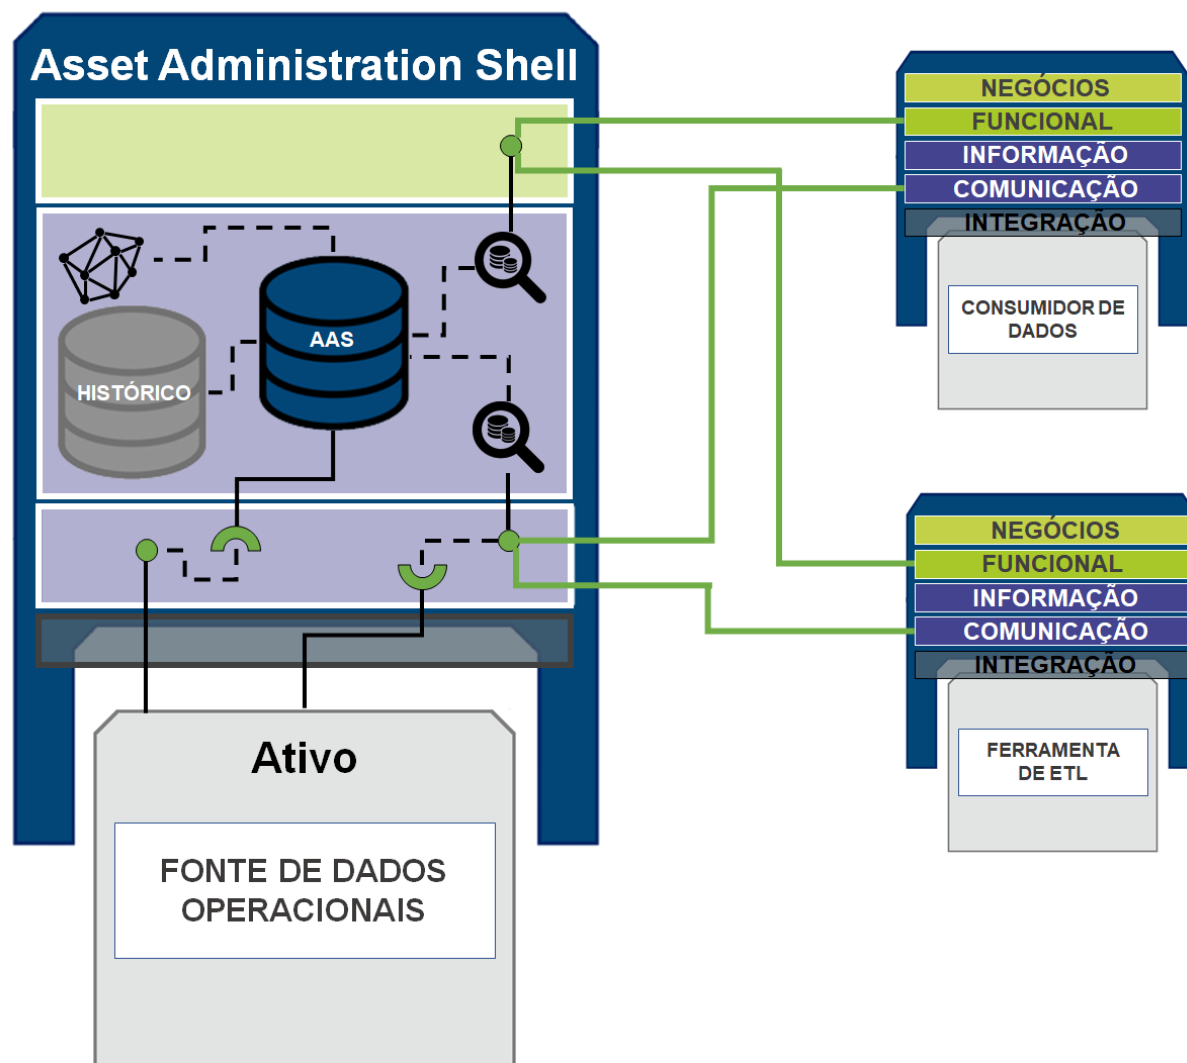 Asset Administration Shell
AAS
HISTÓRICO
Ativo
FONTE DE DADOS
OPERACIONAIS
NEGÓCIOS
FUNCIONAL
INFORMAÇÃO
COMUNICAÇÃO
INTEGRAÇÃO
CONSUMIDOR DE
DADOS
NEGÓCIOS
FUNCIONAL
INFORMAÇÃO
COMUNICAÇÃO
INTEGRAÇÃO
FERRAMENTA
DE ETL